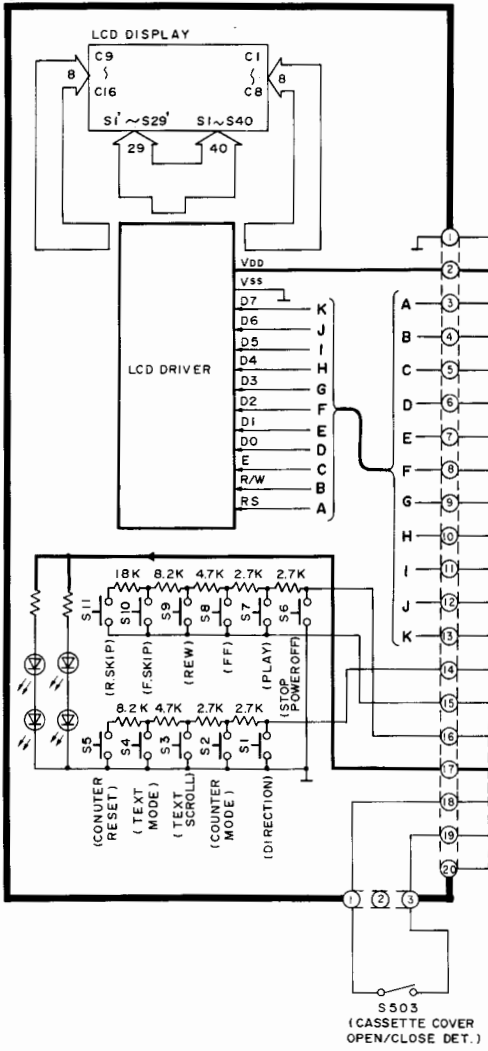 LCD DISPLAY
C9 C1
C16 C8
8 8
S1' ~ S29' S1 ~ S40
29 40
1
VDD 2
VSS
D7 K A 3
D6 J B 4
D5 I C 5
LCD DRIVER D4 H D 6
D3 G E 7
D2 F F 8
D1 E G 9
D0 D H 10
E C I 11
R/W B J 12
RS A K 13
18K 8.2K 4.7K 2.7K 2.7K
S11 S10 S9 S8 S7 S6
(R.SKIP) (F.SKIP) (REW) (FF) (PLAY) (STOP POWEROFF)
14
15
16
17
18
19
20
8.2K 4.7K 2.7K 2.7K
S5 S4 S3 S2 S1
(CONUTER RESET) (TEXT MODE) (TEXT SCROLL) (COUNTER MODE) (DIRECTION)
1 2 3
S503
(CASSETTE COVER
OPEN/CLOSE DET.)